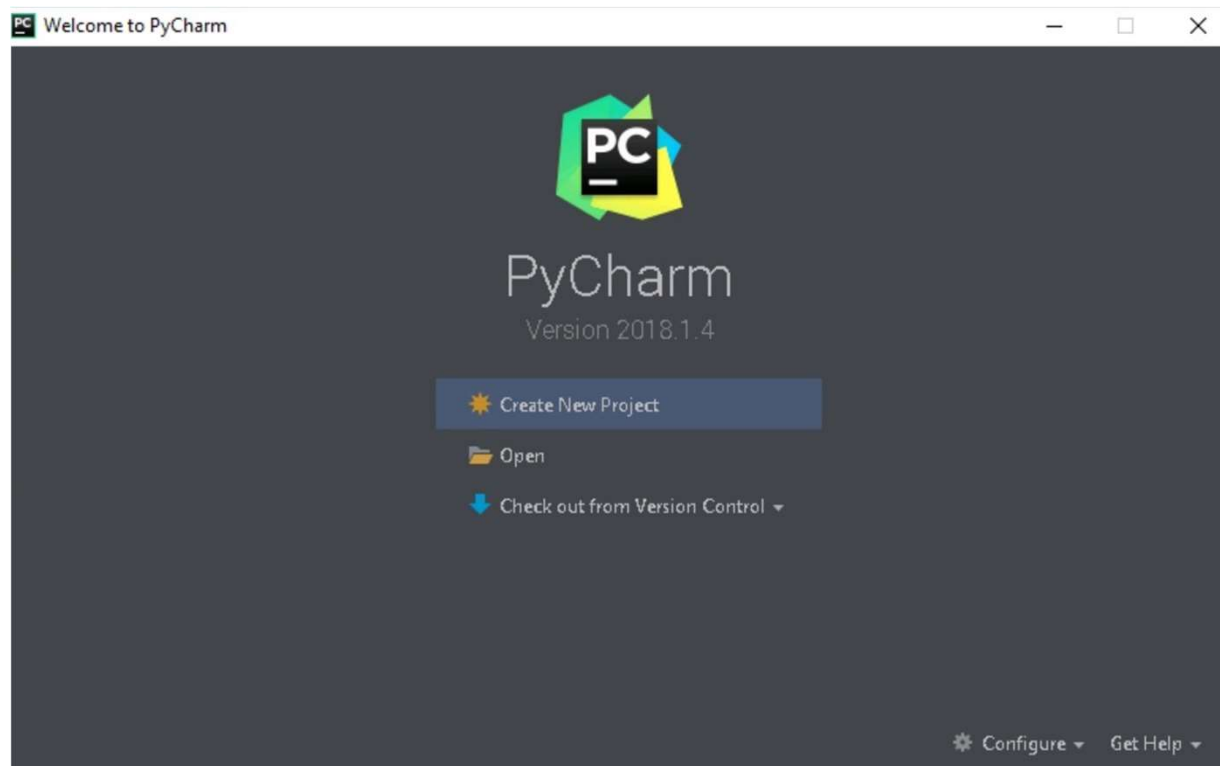 PC Welcome to PyCharm
PC
PyCharm
Version 2018.1.4
Create New Project
Open
Check out from Version Control
Configure Get Help